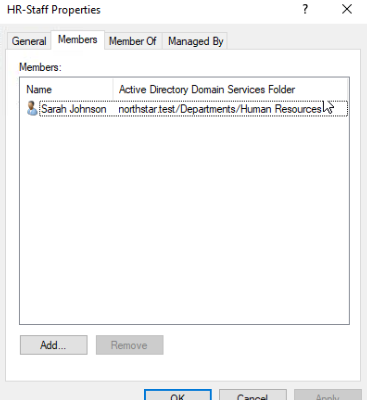 HR-Staff Properties
? X
General Members Member Of Managed By
Members:
Name Active Directory Domain Services Folder
Sarah Johnson northstar.test/Departments/Human Resources
Add... Remove
OK Cancel Apply